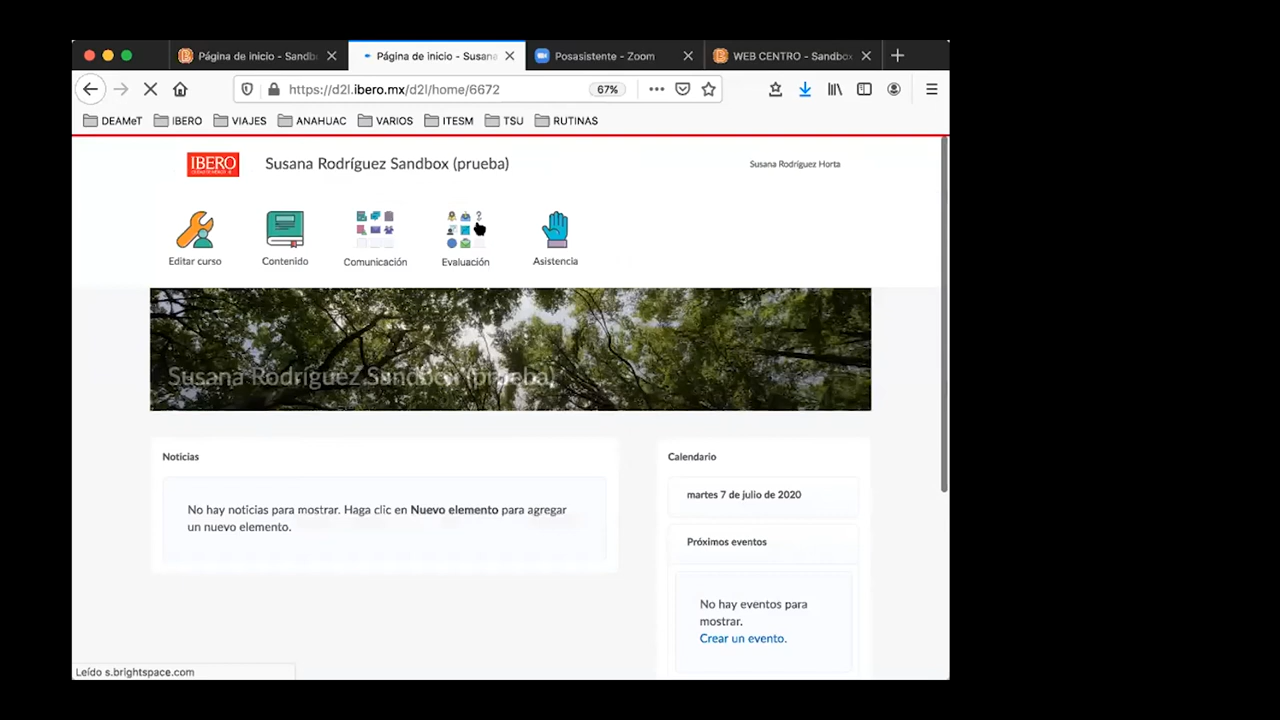 Página de inicio - Sandb
Página de inicio - Susana
Posasistente - Zoom
WEB CENTRO - Sandbox
https://d2l.ibero.mx/d2l/home/6672
67%
DEAMeT
IBERO
VIAJES
ANAHUAC
VARIOS
ITESM
TSU
RUTINAS
IBERO
Susana Rodríguez Sandbox (prueba)
Susana Rodríguez Horta
Editar curso
Contenido
Comunicación
Evaluación
Asistencia
Susana Rodríguez Sandbox (prueba)
Noticias
No hay noticias para mostrar. Haga clic en Nuevo elemento para agregar
un nuevo elemento.
Calendario
martes 7 de julio de 2020
Próximos eventos
No hay eventos para
mostrar.
Crear un evento.
Leído s.brightspace.com